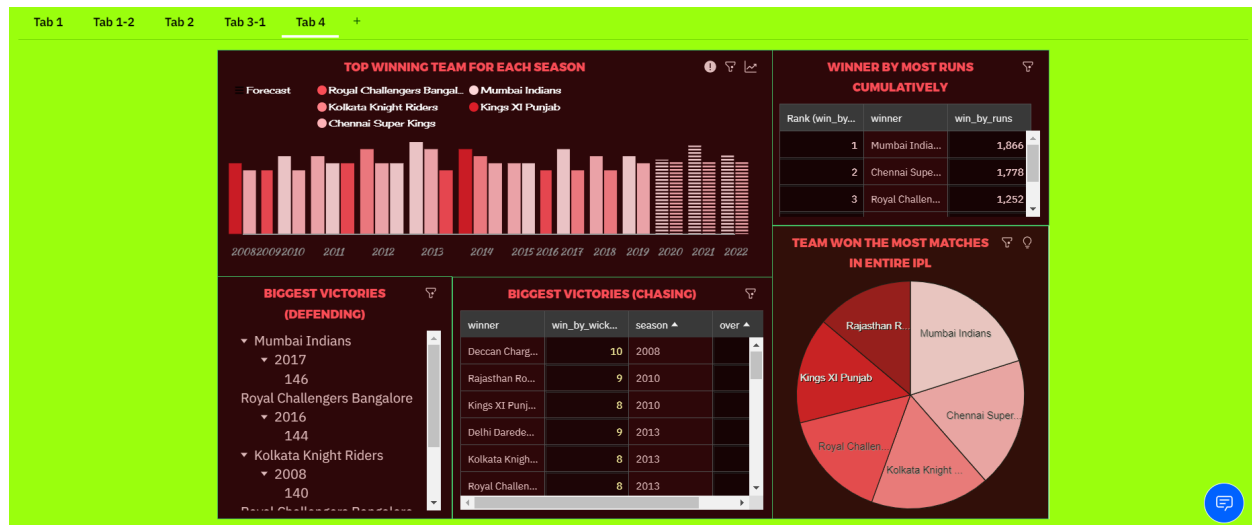 Tab 1 Tab 1-2 Tab 2 Tab 3-1 Tab 4 +
TOP WINNING TEAM FOR EACH SEASON
Forecast Royal Challengers Bangal... Mumbai Indians
Kolkata Knight Riders Kings XI Punjab
Chennai Super Kings
2008 2009 2010 2011 2012 2013 2014 2015 2016 2017 2018 2019 2020 2021 2022
WINNER BY MOST RUNS
CUMULATIVELY
Rank (win_by... winner win_by_runs
1 Mumbai India... 1,866
2 Chennai Supe... 1,778
3 Royal Challen... 1,252
BIGGEST VICTORIES
(DEFENDING)
Mumbai Indians
2017
146
Royal Challengers Bangalore
2016
144
Kolkata Knight Riders
2008
140
Royal Challengers Bangalore
BIGGEST VICTORIES (CHASING)
winner win_by_wick... season over
Deccan Charg... 10 2008
Rajasthan Ro... 9 2010
Kings XI Punj... 8 2010
Delhi Darede... 9 2013
Kolkata Knigh... 8 2013
Royal Challen... 8 2013
TEAM WON THE MOST MATCHES
IN ENTIRE IPL
Rajasthan R...
Mumbai Indians
Kings XI Punjab
Chennai Super...
Royal Challen...
Kolkata Knight ...